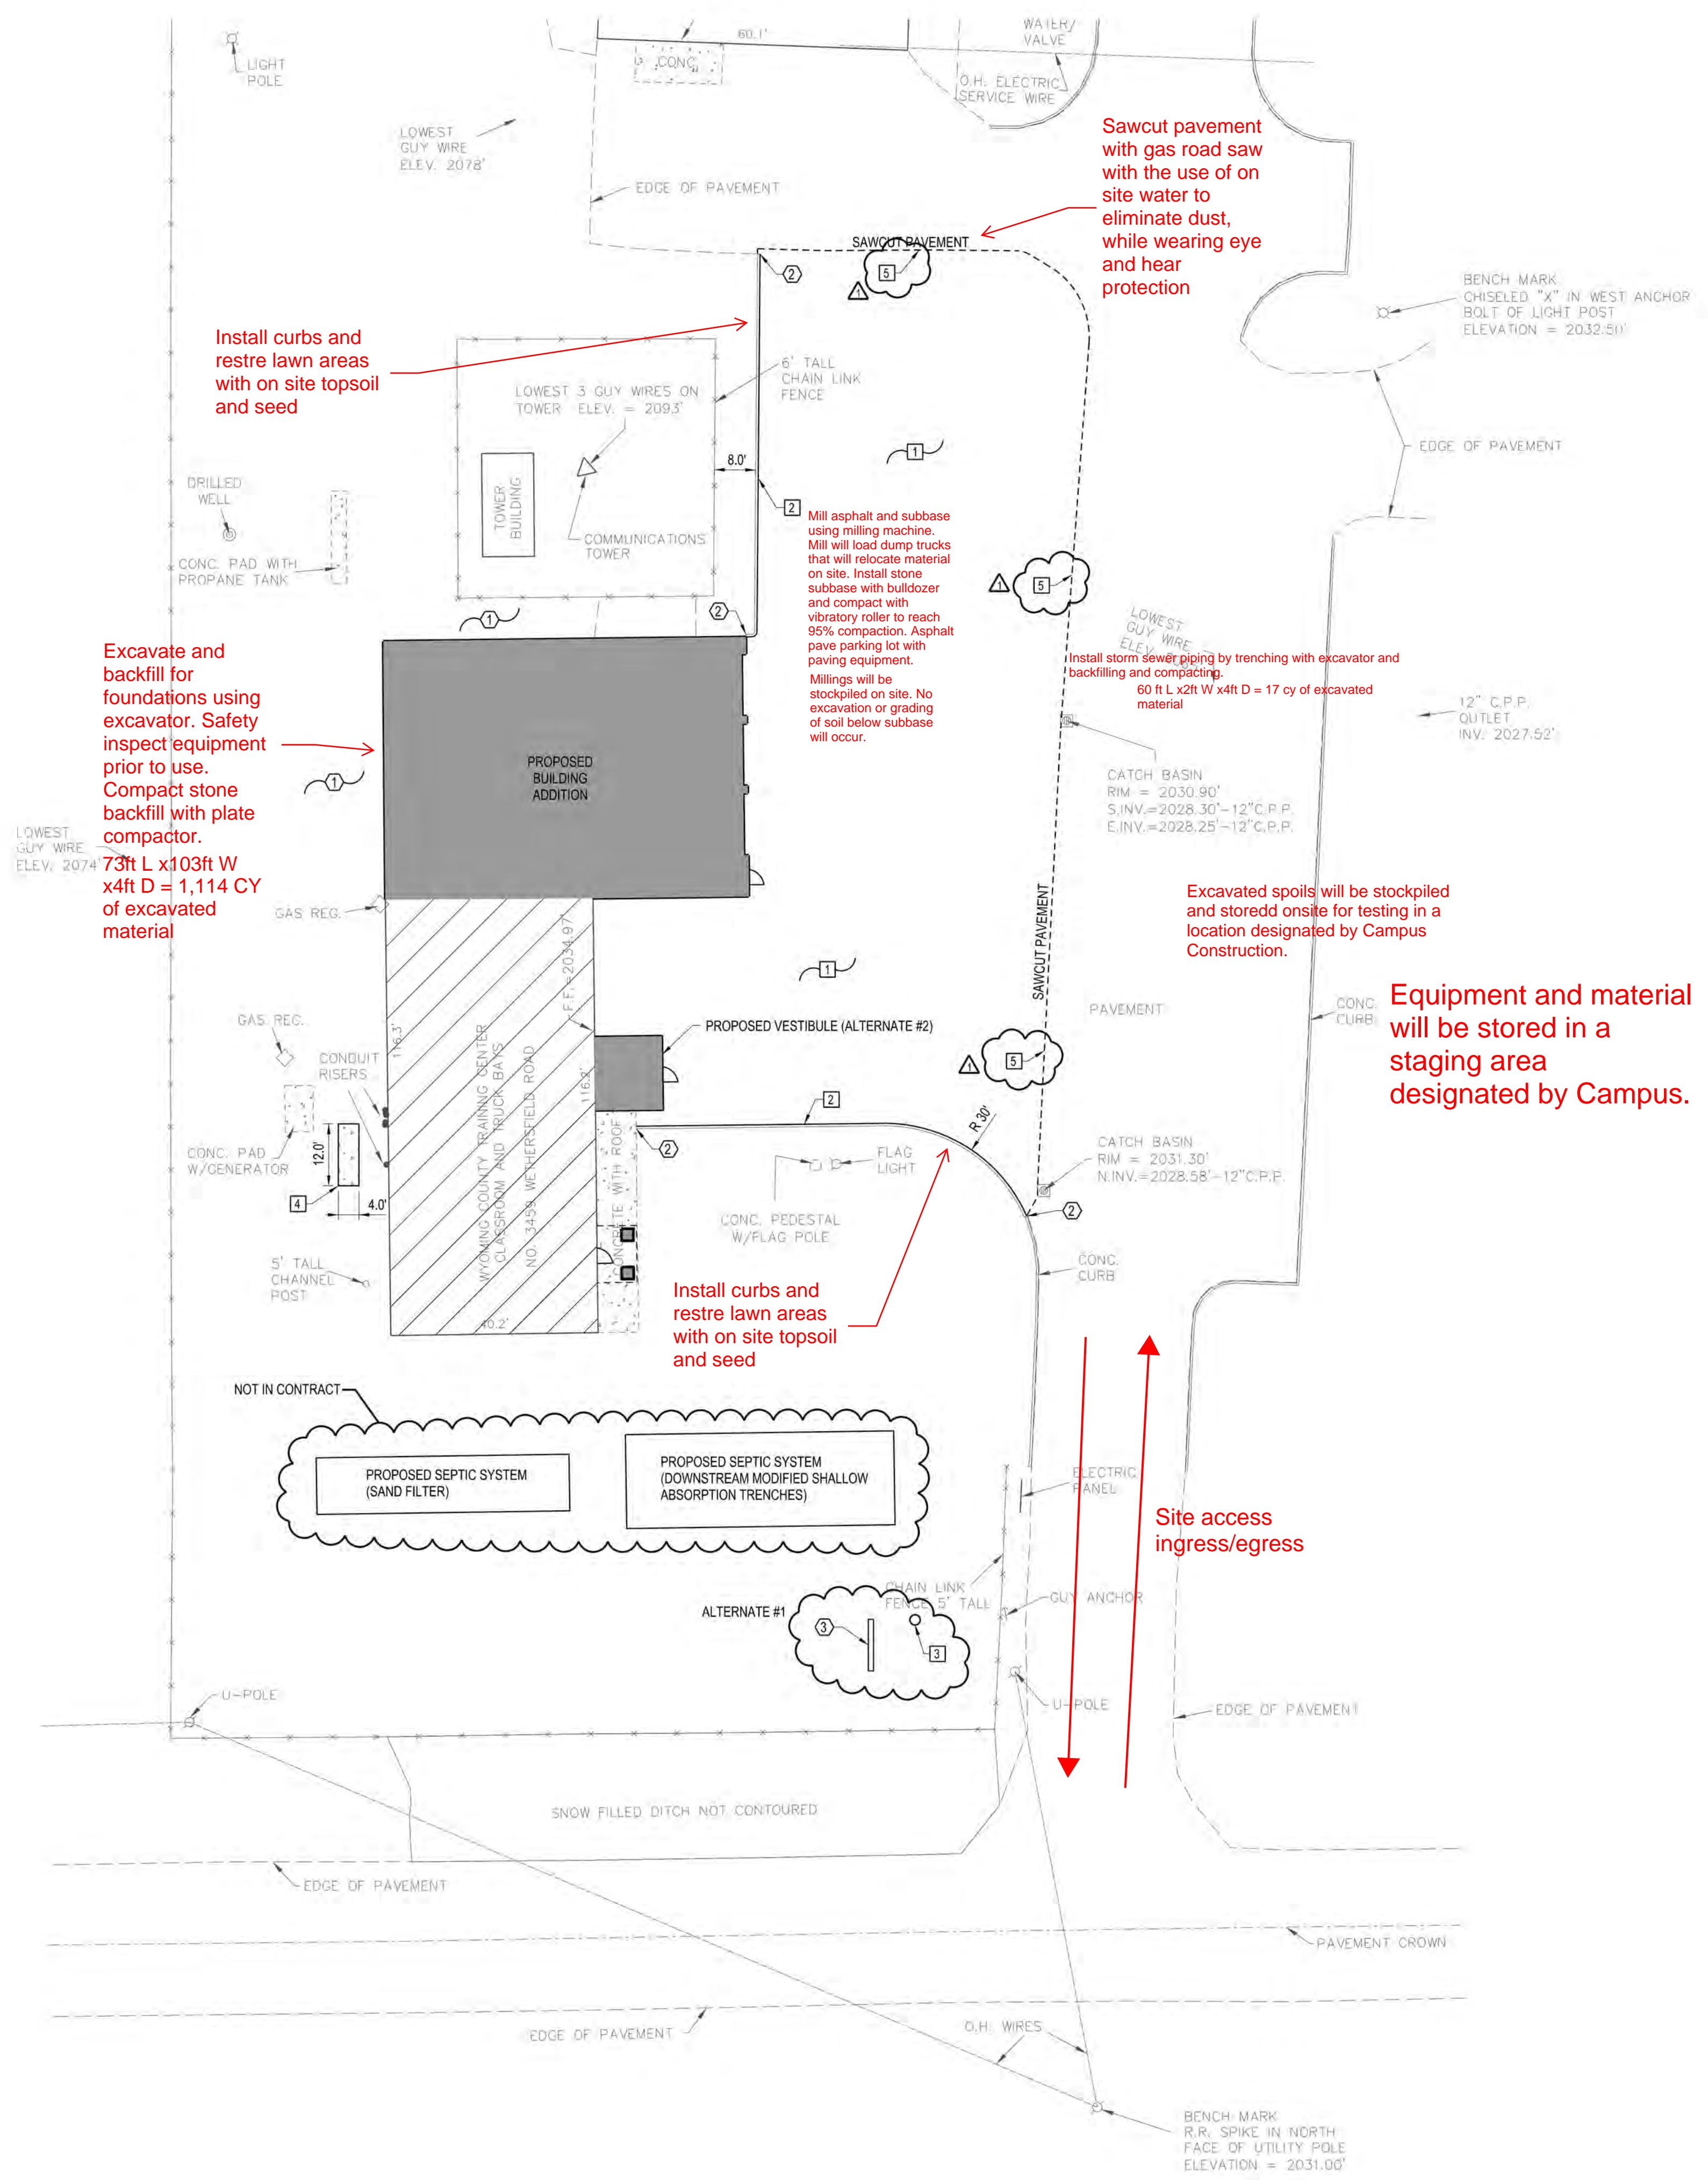 WATER/
VALVE
60.1'
CONC.
LIGHT
POLE
O.H. ELECTRIC
SERVICE WIRE
LOWEST
GUY WIRE
ELEV. 2078'
Sawcut pavement
with gas road saw
with the use of on
site water to
eliminate dust,
while wearing eye
and hear
protection
EDGE OF PAVEMENT
SAWCUT PAVEMENT
5
1
2
BENCH MARK
CHISELED "X" IN WEST ANCHOR
BOLT OF LIGHT POST
ELEVATION = 2032.50'
Install curbs and
restre lawn areas
with on site topsoil
and seed
6' TALL
CHAIN LINK
FENCE
LOWEST 3 GUY WIRES ON
TOWER ELEV. = 2093'
EDGE OF PAVEMENT
1
8.0'
TOWER
BUILDING
COMMUNICATIONS
TOWER
DRILLED
WELL
CONC. PAD WITH
PROPANE TANK
2
Mill asphalt and subbase
using milling machine.
Mill will load dump trucks
that will relocate material
on site. Install stone
subbase with bulldozer
and compact with
vibratory roller to reach
95% compaction. Asphalt
pave parking lot with
paving equipment.
Millings will be
stockpiled on site. No
excavation or grading
of soil below subbase
will occur.
5
1
1
2
LOWEST
GUY WIRE
ELEV. 2065'
Install storm sewer piping by trenching with excavator and
backfilling and compacting.
60 ft L x2ft W x4ft D = 17 cy of excavated
material
12" C.P.P.
OUTLET
INV. 2027.52'
Excavate and
backfill for
foundations using
excavator. Safety
inspect equipment
prior to use.
Compact stone
backfill with plate
compactor.
73ft L x103ft W
x4ft D = 1,114 CY
of excavated
material
1
PROPOSED
BUILDING
ADDITION
CATCH BASIN
RIM = 2030.90'
S.INV.=2028.30'-12"C.P.P.
E.INV.=2028.25'-12"C.P.P.
LOWEST
GUY WIRE
ELEV. 2074'
GAS REG.
SAWCUT PAVEMENT
Excavated spoils will be stockpiled
and storedd onsite for testing in a
location designated by Campus
Construction.
F.F.=2034.97'
1
PAVEMENT
CONC.
CURB
Equipment and material
will be stored in a
staging area
designated by Campus.
GAS REG.
116.3'
PROPOSED VESTIBULE (ALTERNATE #2)
5
1
CONDUIT
RISERS
WYOMING COUNTY TRAINING CENTER
CLASSROOM AND TRUCK BAYS
NO. 3459 WETHERSFIELD ROAD
116.2'
2
R 30'
CONC. PAD
W/GENERATOR
12.0'
4
4.0'
2
CONCRETE WITH ROOF
FLAG
LIGHT
CATCH BASIN
RIM = 2031.30'
N.INV.=2028.58'-12"C.P.P.
2
CONC. PEDESTAL
W/FLAG POLE
5' TALL
CHANNEL
POST
CONC.
CURB
40.2'
Install curbs and
restre lawn areas
with on site topsoil
and seed
NOT IN CONTRACT
PROPOSED SEPTIC SYSTEM
(SAND FILTER)
PROPOSED SEPTIC SYSTEM
(DOWNSTREAM MODIFIED SHALLOW
ABSORPTION TRENCHES)
ELECTRIC
PANEL
Site access
ingress/egress
CHAIN LINK
FENCE 5' TALL
GUY ANCHOR
ALTERNATE #1
3
3
U-POLE
U-POLE
EDGE OF PAVEMENT
SNOW FILLED DITCH NOT CONTOURED
EDGE OF PAVEMENT
PAVEMENT CROWN
EDGE OF PAVEMENT
O.H. WIRES
BENCH MARK
R.R. SPIKE IN NORTH
FACE OF UTILITY POLE
ELEVATION = 2031.00'